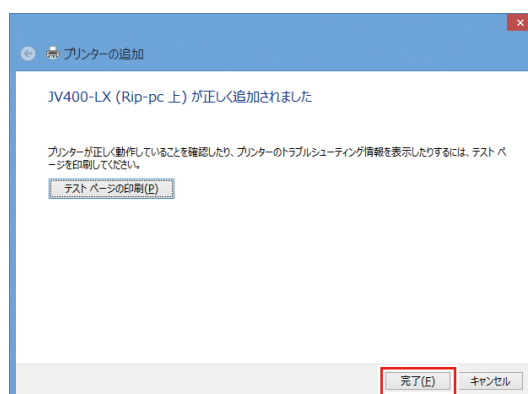 プリンターの追加
JV400-LX (Rip-pc 上) が正しく追加されました
プリンターが正しく動作していることを確認したり、プリンターのトラブルシューティング情報を表示したりするには、テスト ペ
ージを印刷してください。
テスト ページの印刷(P)
完了(F)
キャンセル